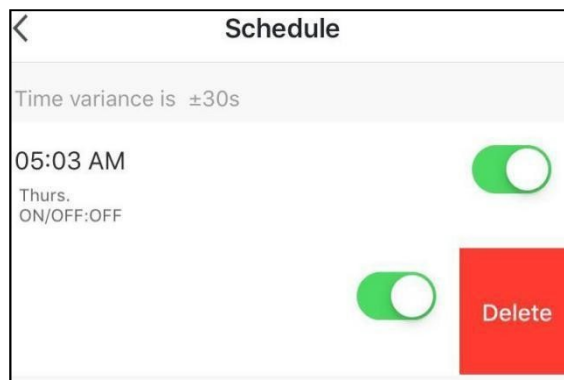 Schedule
Time variance is ±30s
05:03 AM
Thurs.
ON/OFF:OFF
Delete